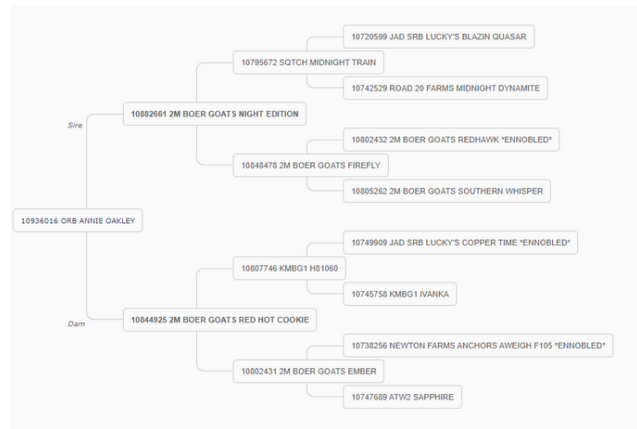 10720599 JAD SRB LUCKY'S BLAZIN QUASAR
10795672 SQTCH MIDNIGHT TRAIN
10742529 ROAD 20 FARMS MIDNIGHT DYNAMITE
Sire
10882661 2M BOER GOATS NIGHT EDITION
10802432 2M BOER GOATS REDHAWK *ENNOBLED*
10848478 2M BOER GOATS FIREFLY
10805262 2M BOER GOATS SOUTHERN WHISPER
10936016 ORB ANNIE OAKLEY
10749909 JAD SRB LUCKY'S COPPER TIME *ENNOBLED*
10807746 KMBG1 H81060
10745758 KMBG1 IVANKA
Dam
10844925 2M BOER GOATS RED HOT COOKIE
10738256 NEWTON FARMS ANCHORS AWEIGH F105 *ENNOBLED*
10802431 2M BOER GOATS EMBER
10747689 ATW2 SAPPHIRE